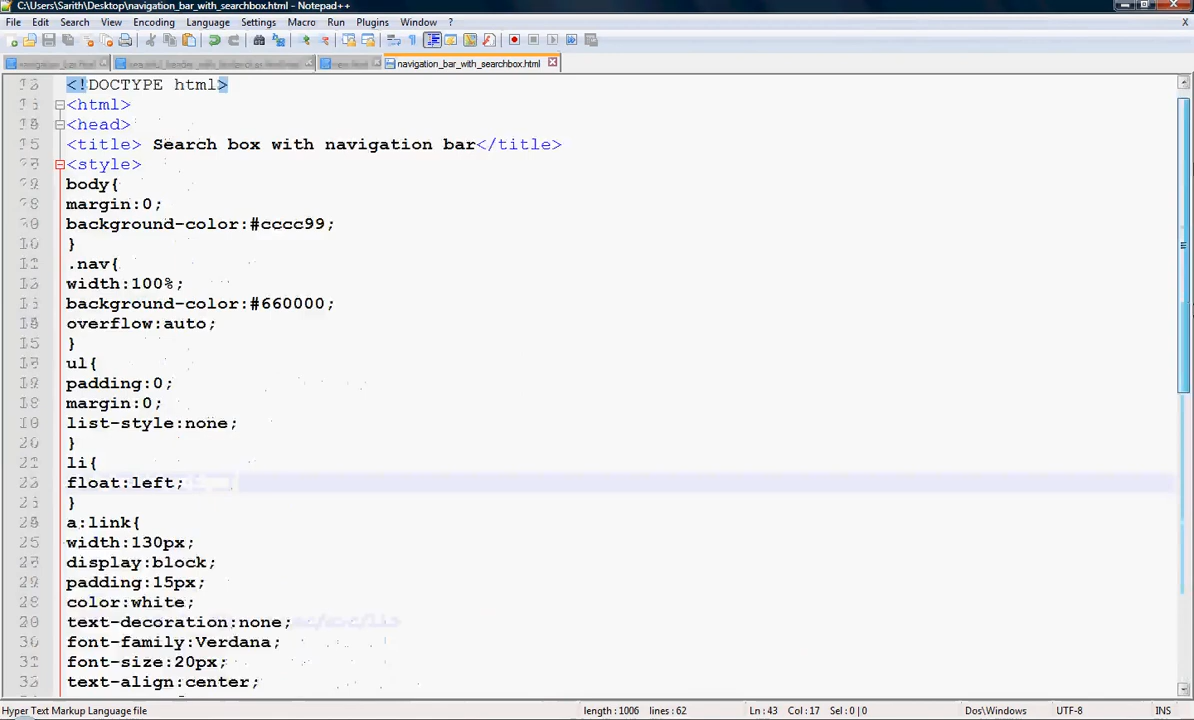 C:\Users\Sarith\Desktop\navigation_bar_with_searchbox.html - Notepad++
File Edit Search View Encoding Language Settings Macro Run Plugins Window ? X
navigation_bar_with_searchbox.html
<!DOCTYPE html>
<html>
<head>
<title> Search box with navigation bar</title>
<style>
body{
margin:0;
background-color:#cccc99;
}
.nav{
width:100%;
background-color:#660000;
overflow:auto;
}
ul{
padding:0;
margin:0;
list-style:none;
}
li{
float:left;
}
a:link{
width:130px;
display:block;
padding:15px;
color:white;
text-decoration:none;
font-family:Verdana;
font-size:20px;
text-align:center;
Hyper Text Markup Language file length:1006 lines:62 Ln:43 Col:17 Sel:0|0 Dos\Windows UTF-8 INS